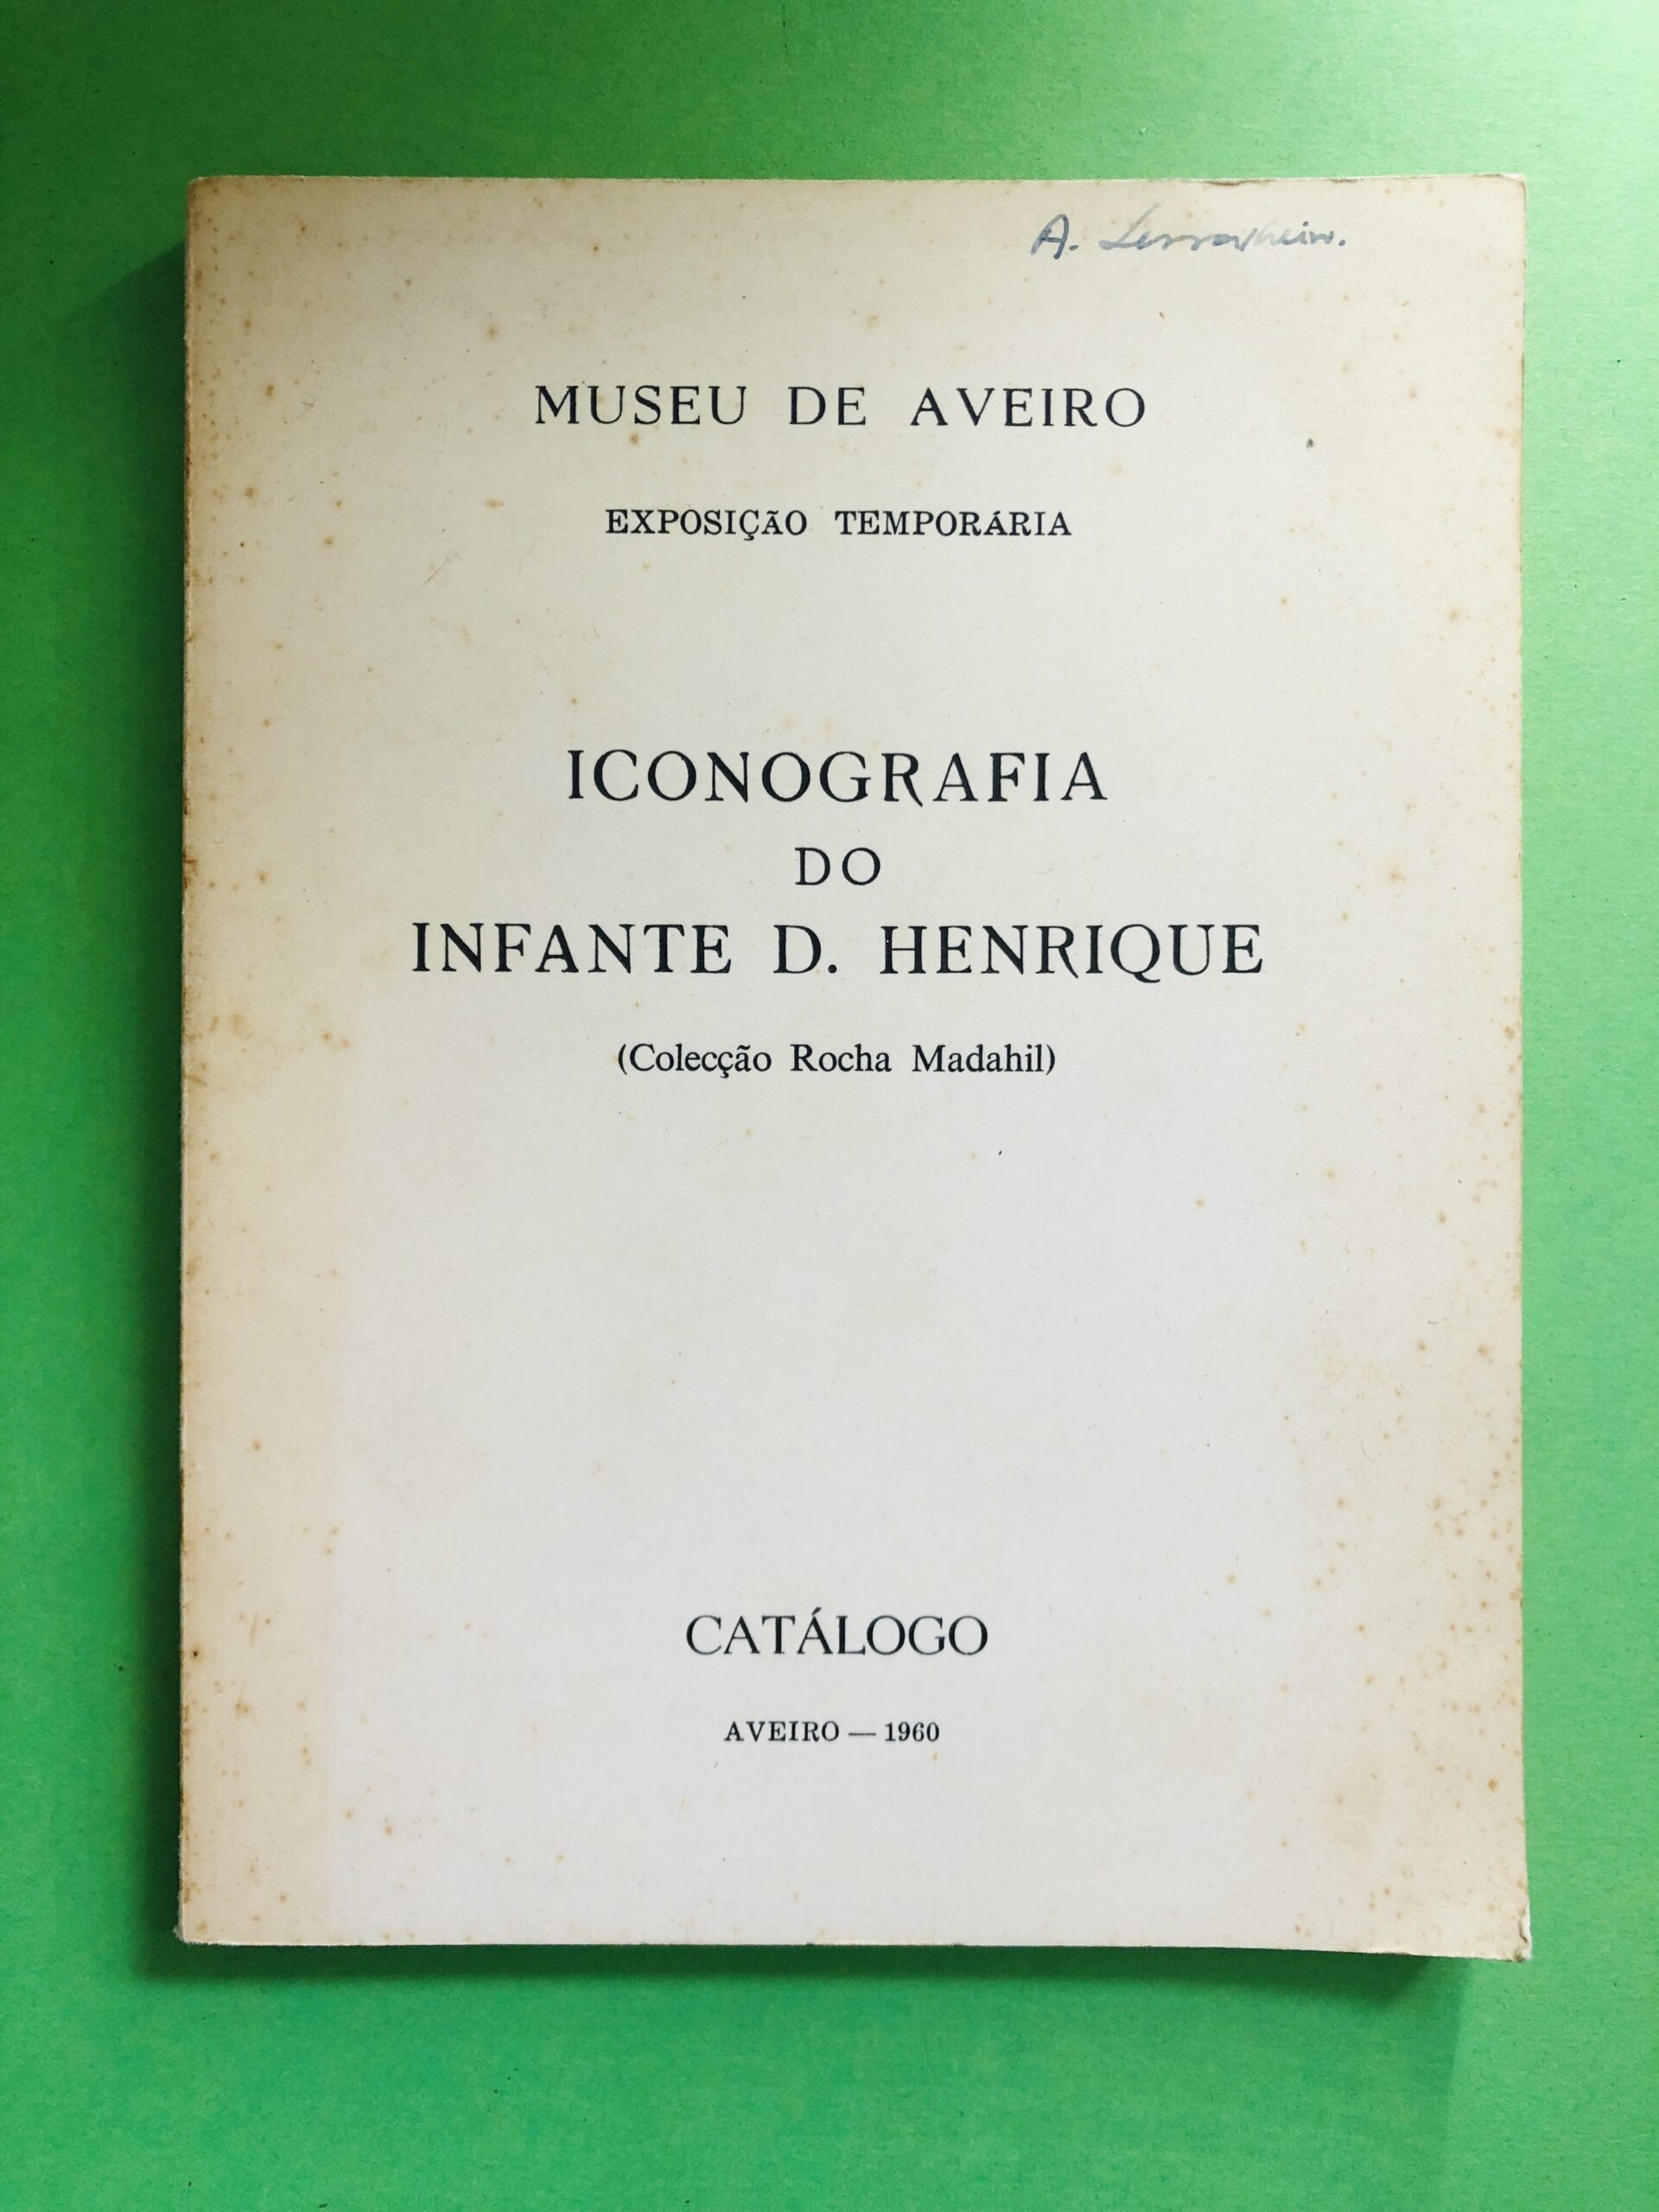 A.
MUSEU DE AVEIRO
EXPOSIÇÃO TEMPORÁRIA
ICONOGRAFIA
DO
INFANTE D. HENRIQUE
(Colecção Rocha Madahil)
CATÁLOGO
AVEIRO — 1960